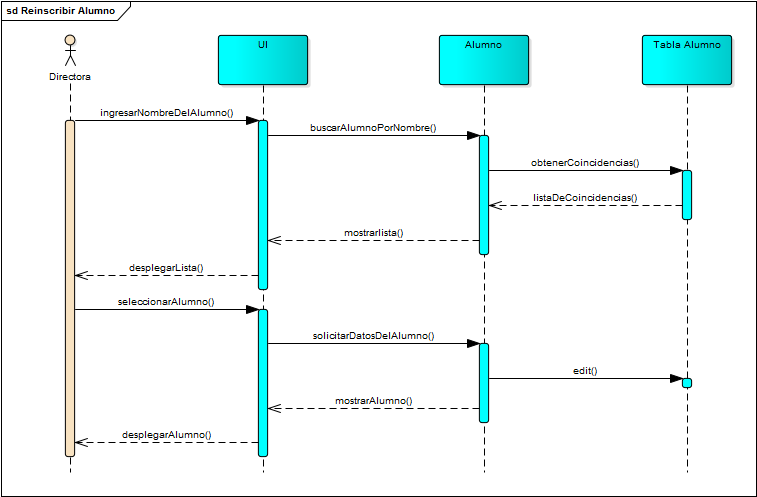 sd Reinscribir Alumno
UI
Alumno
Tabla Alumno
Directora
ingresarNombreDelAlumno()
buscarAlumnoPorNombre()
obtenerCoincidencias()
listaDeCoincidencias()
mostrarlista()
desplegarLista()
seleccionarAlumno()
solicitarDatosDelAlumno()
edit()
mostrarAlumno()
desplegarAlumno()